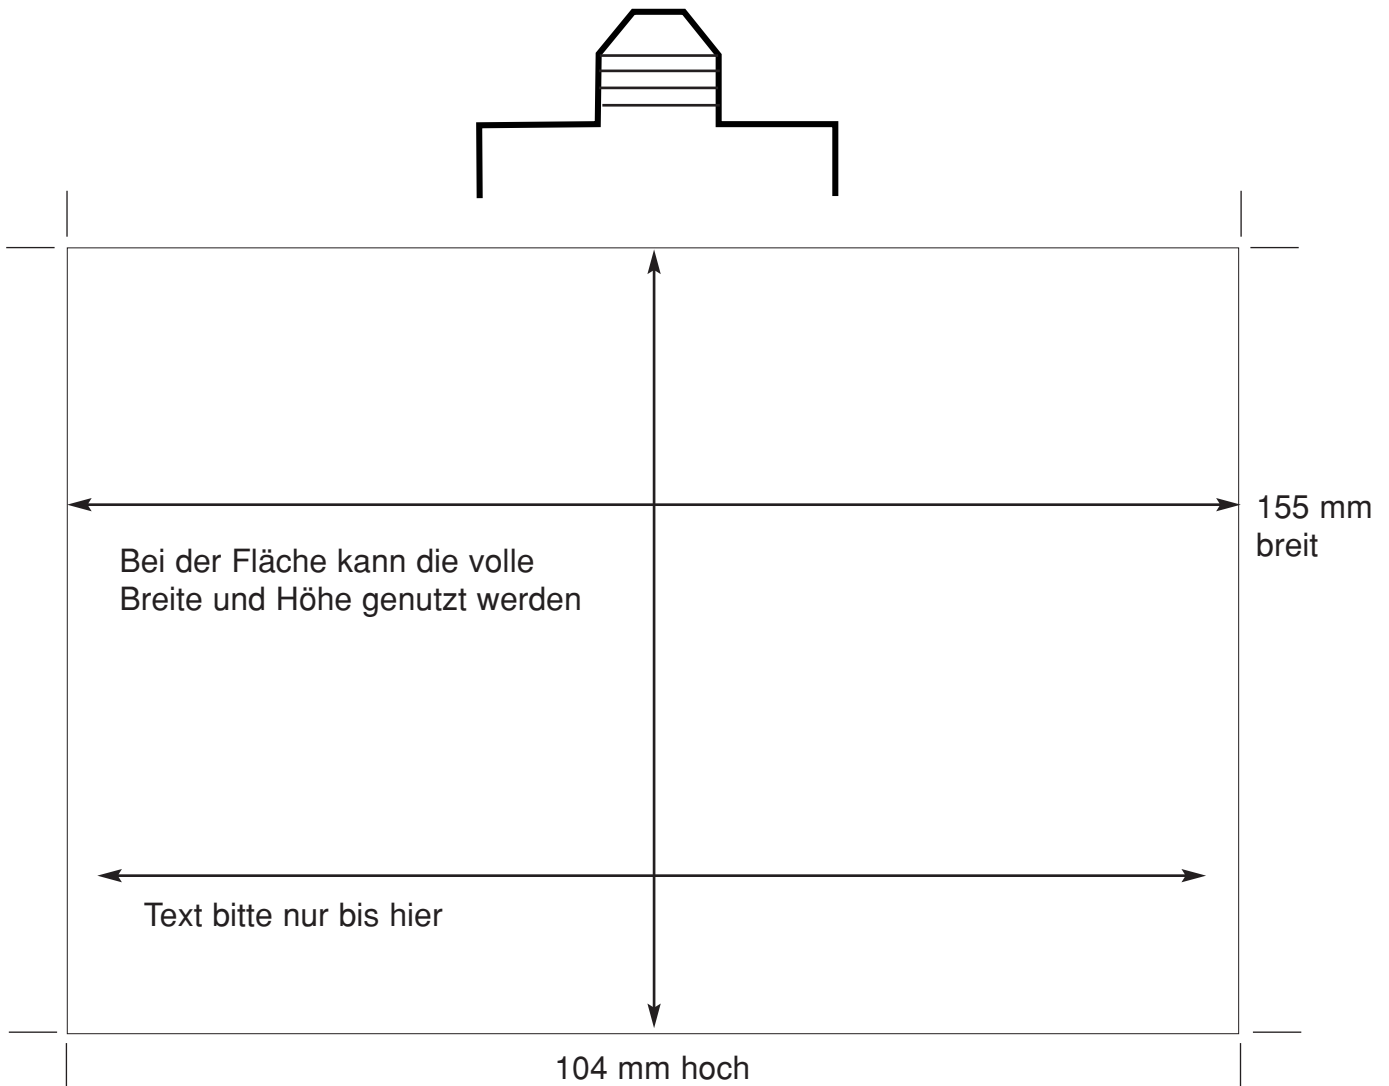 155 mm
breit
Bei der Fläche kann die volle
Breite und Höhe genutzt werden
Text bitte nur bis hier
104 mm hoch